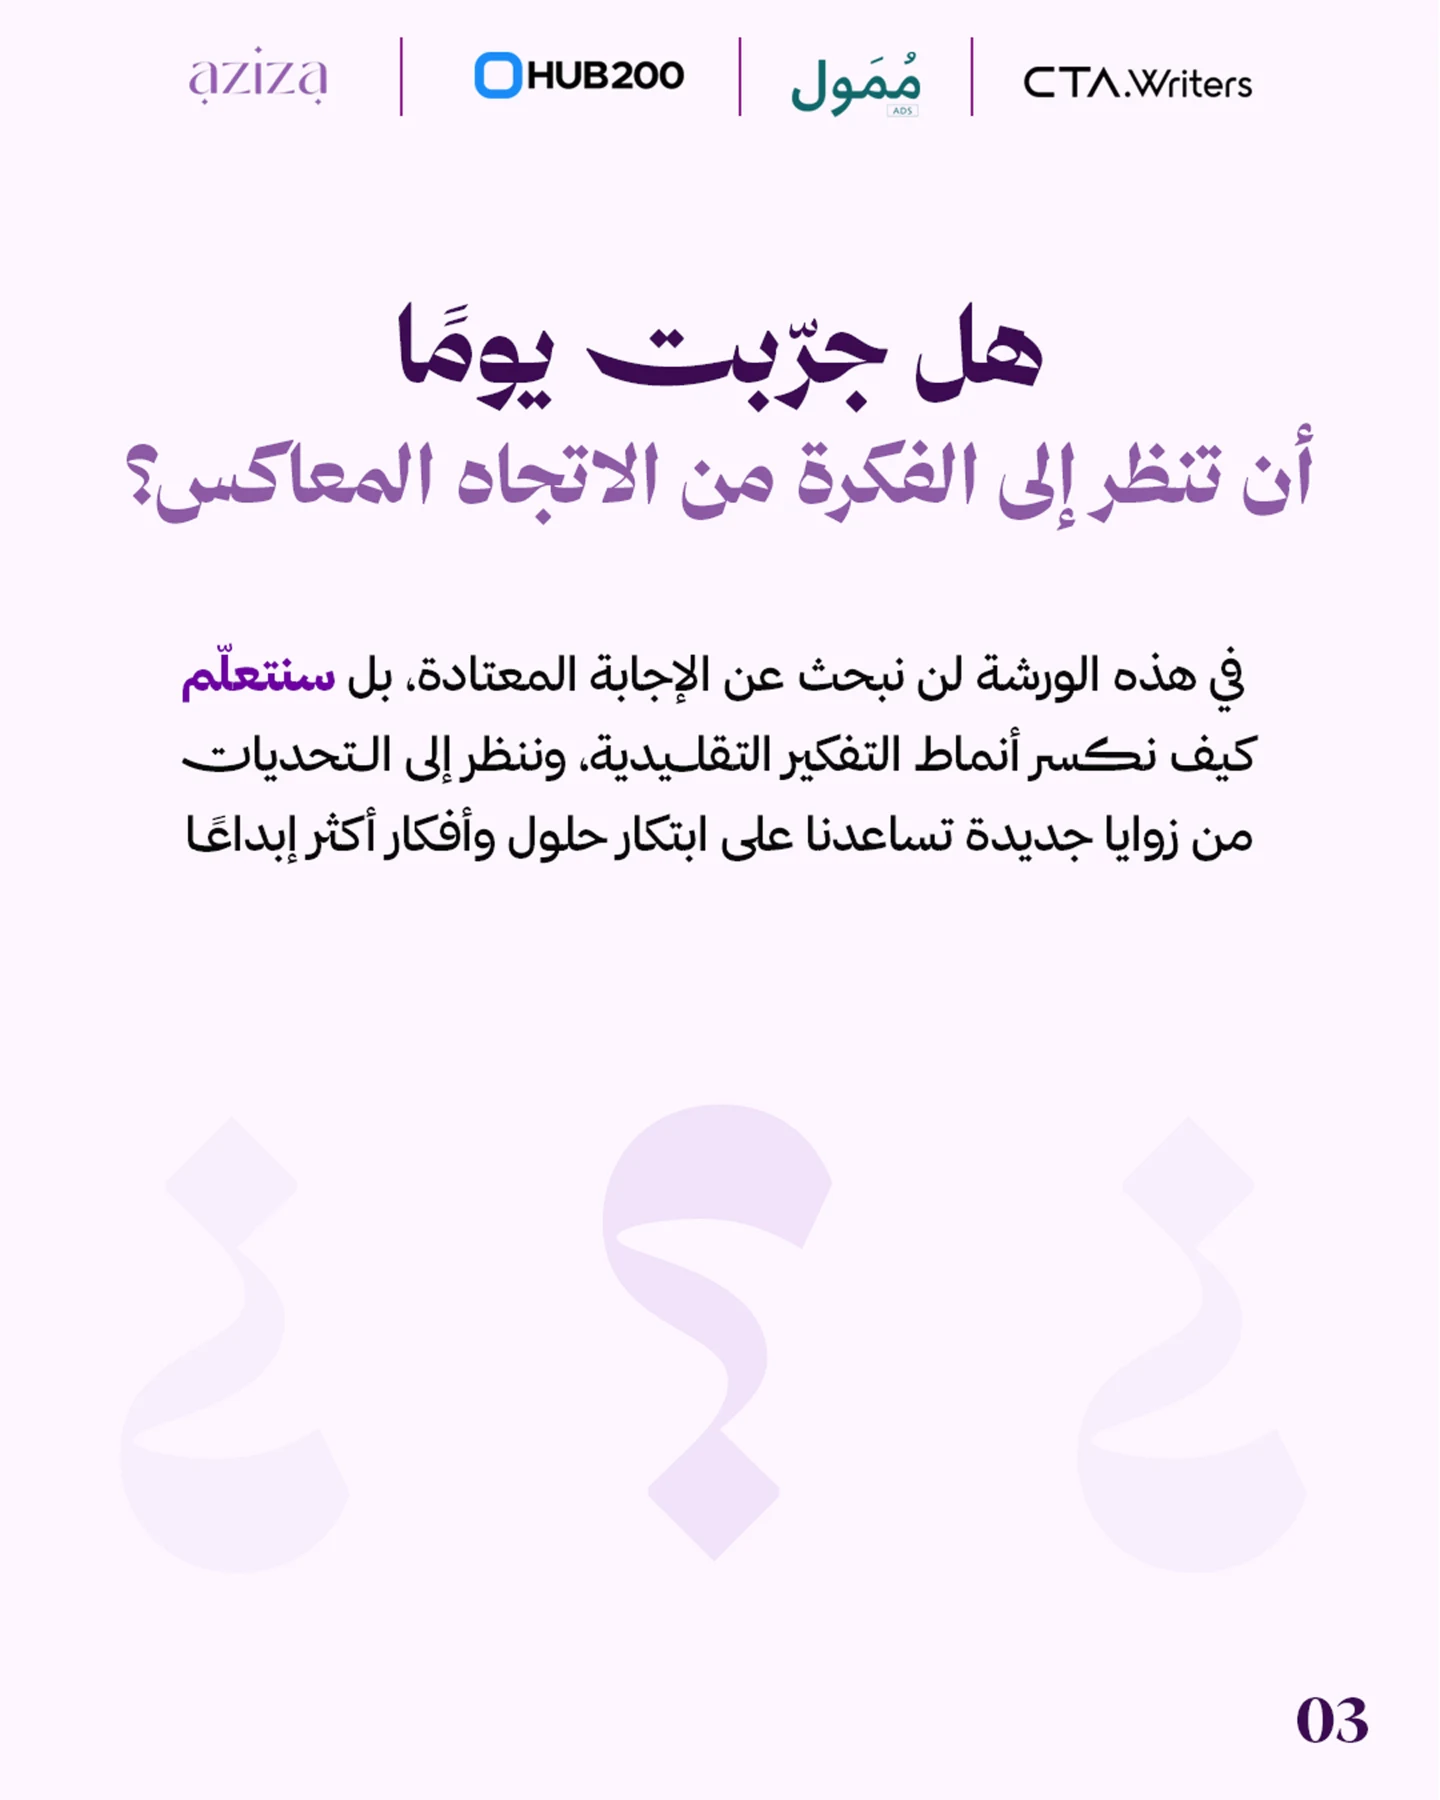 aziza
HUB200
مُمَول
ADS
CTA.Writers
هل جرّبت يومًا
أن تنظر إلى الفكرة من الاتجاه المعاكس؟
في هذه الورشة لن نبحث عن الإجابة المعتادة، بل سنتعلّم
كيف نكسر أنماط التفكير التقليدية، وننظر إلى التحديات
من زوايا جديدة تساعدنا على ابتكار حلول وأفكار أكثر إبداعًا
؟ ؟ ؟
03